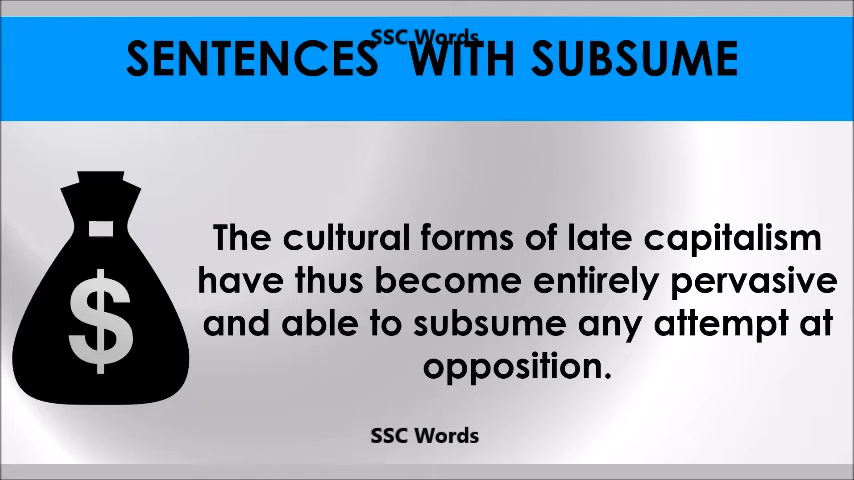 SSC Words
SENTENCES WITH SUBSUME
$
The cultural forms of late capitalism
have thus become entirely pervasive
and able to subsume any attempt at
opposition.
SSC Words